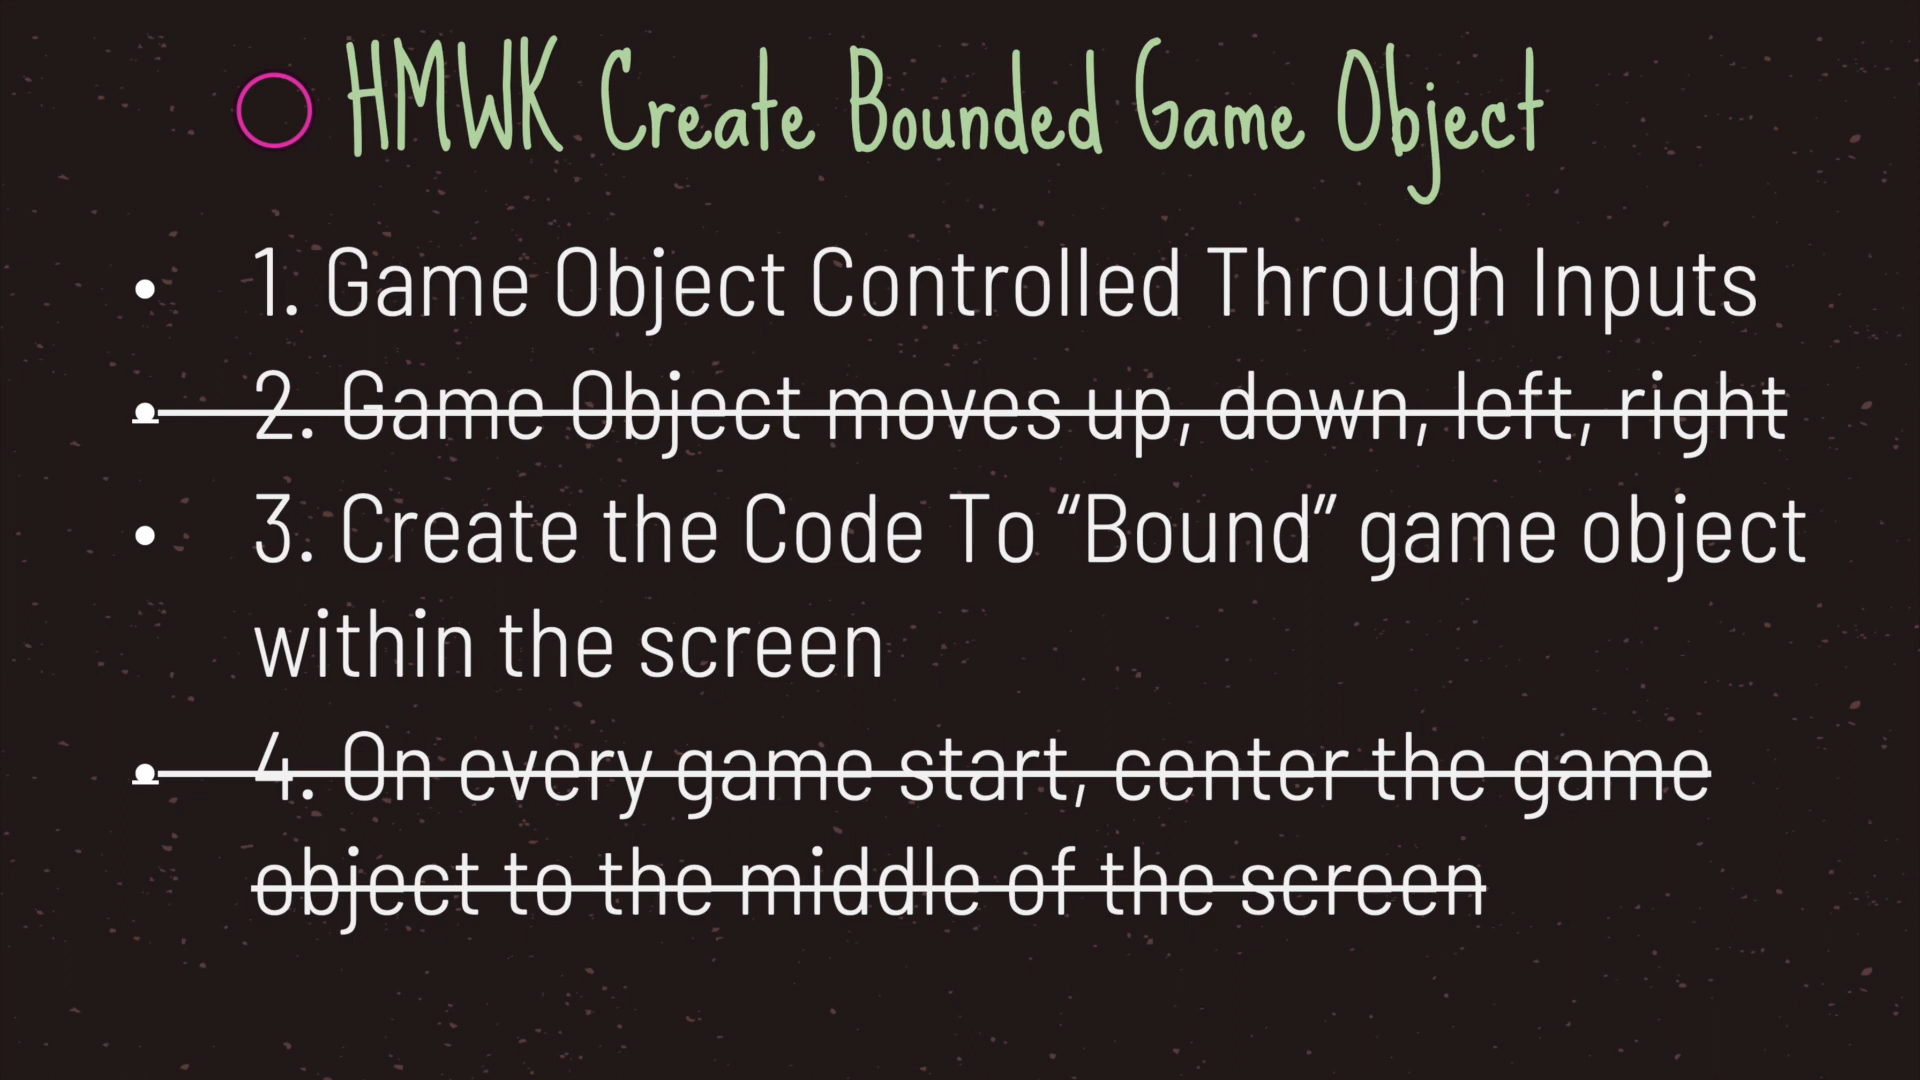 HMWK Create Bounded Game Object
• 1. Game Object Controlled Through Inputs
• 2. Game Object moves up, down, left, right
• 3. Create the Code To “Bound” game object
within the screen
• 4. On every game start, center the game
object to the middle of the screen